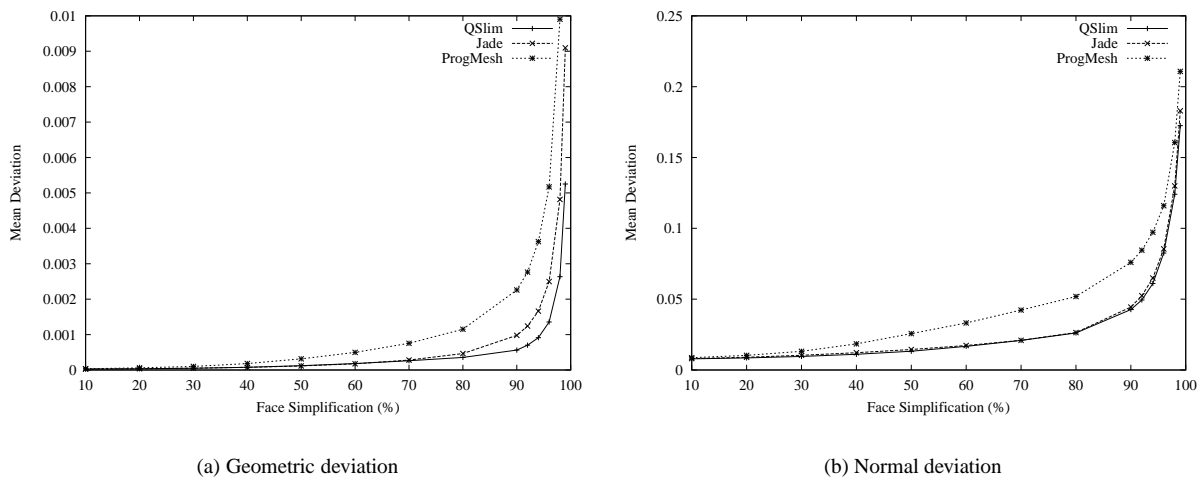 0.01
0.009
0.008
0.007
0.006
0.005
0.004
0.003
0.002
0.001
0
Mean Deviation
10 20 30 40 50 60 70 80 90 100
Face Simplification (%)
QSlim
Jade
ProgMesh
(a) Geometric deviation
0.25
0.2
0.15
0.1
0.05
0
Mean Deviation
10 20 30 40 50 60 70 80 90 100
Face Simplification (%)
QSlim
Jade
ProgMesh
(b) Normal deviation